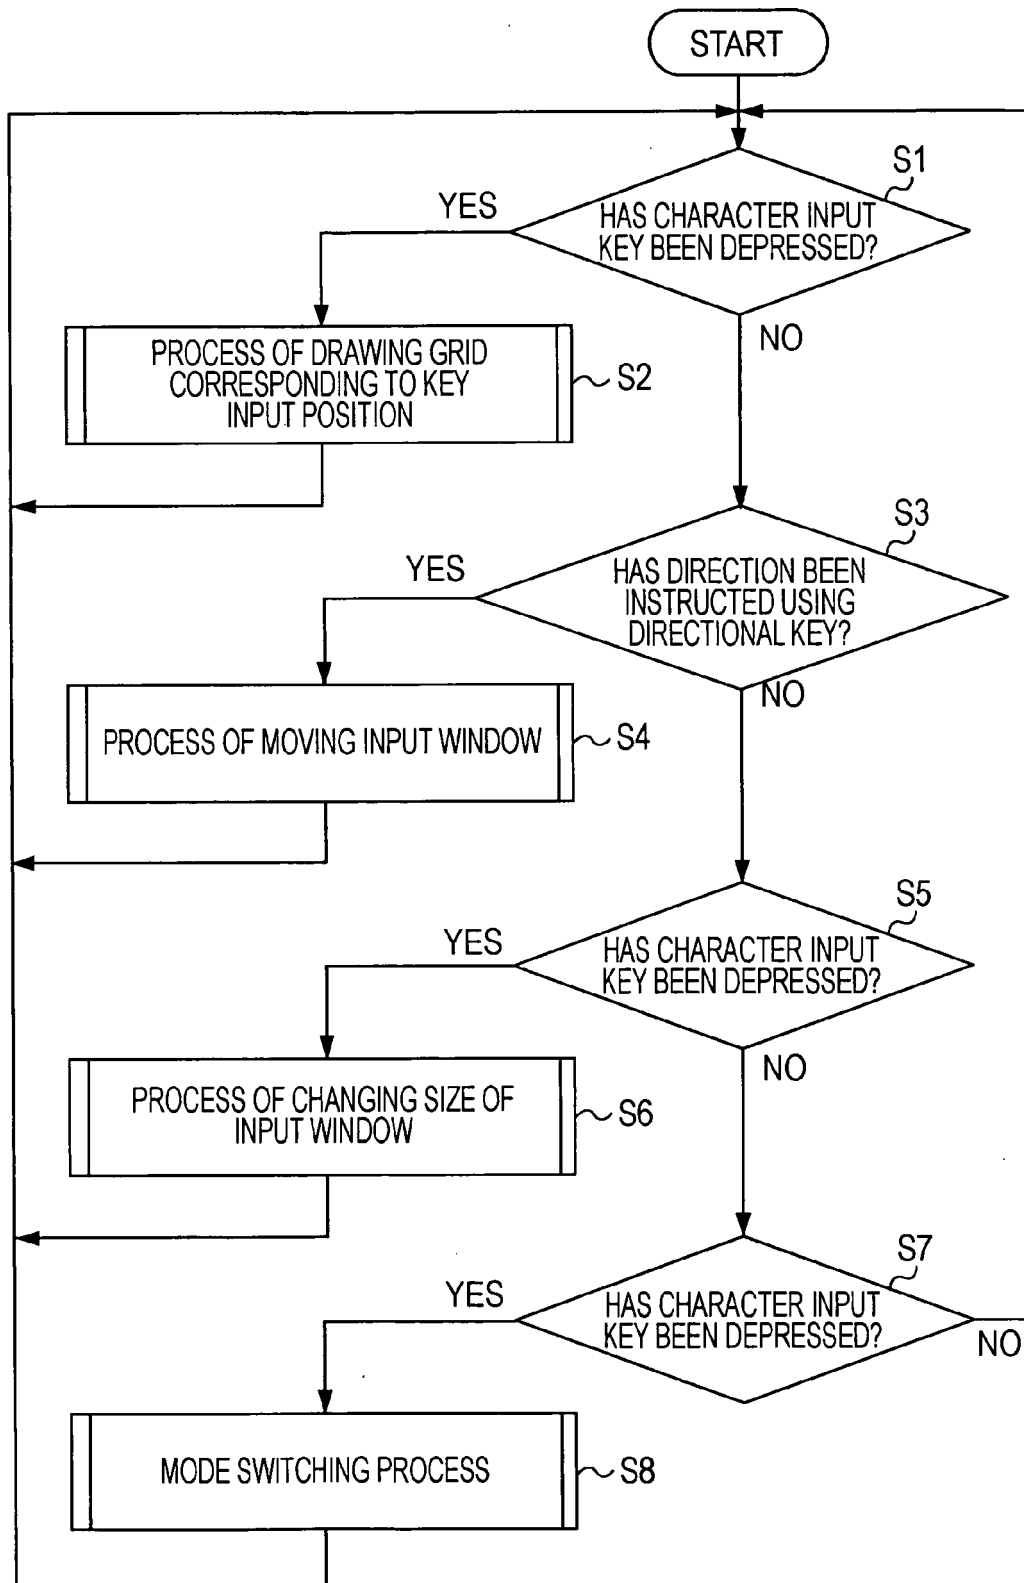 START
S1
YES
HAS CHARACTER INPUT
KEY BEEN DEPRESSED?
NO
PROCESS OF DRAWING GRID
CORRESPONDING TO KEY
INPUT POSITION
S2
S3
YES
HAS DIRECTION BEEN
INSTRUCTED USING
DIRECTIONAL KEY?
NO
PROCESS OF MOVING INPUT WINDOW
S4
S5
YES
HAS CHARACTER INPUT
KEY BEEN DEPRESSED?
NO
PROCESS OF CHANGING SIZE OF
INPUT WINDOW
S6
S7
YES
HAS CHARACTER INPUT
KEY BEEN DEPRESSED?
NO
MODE SWITCHING PROCESS
S8